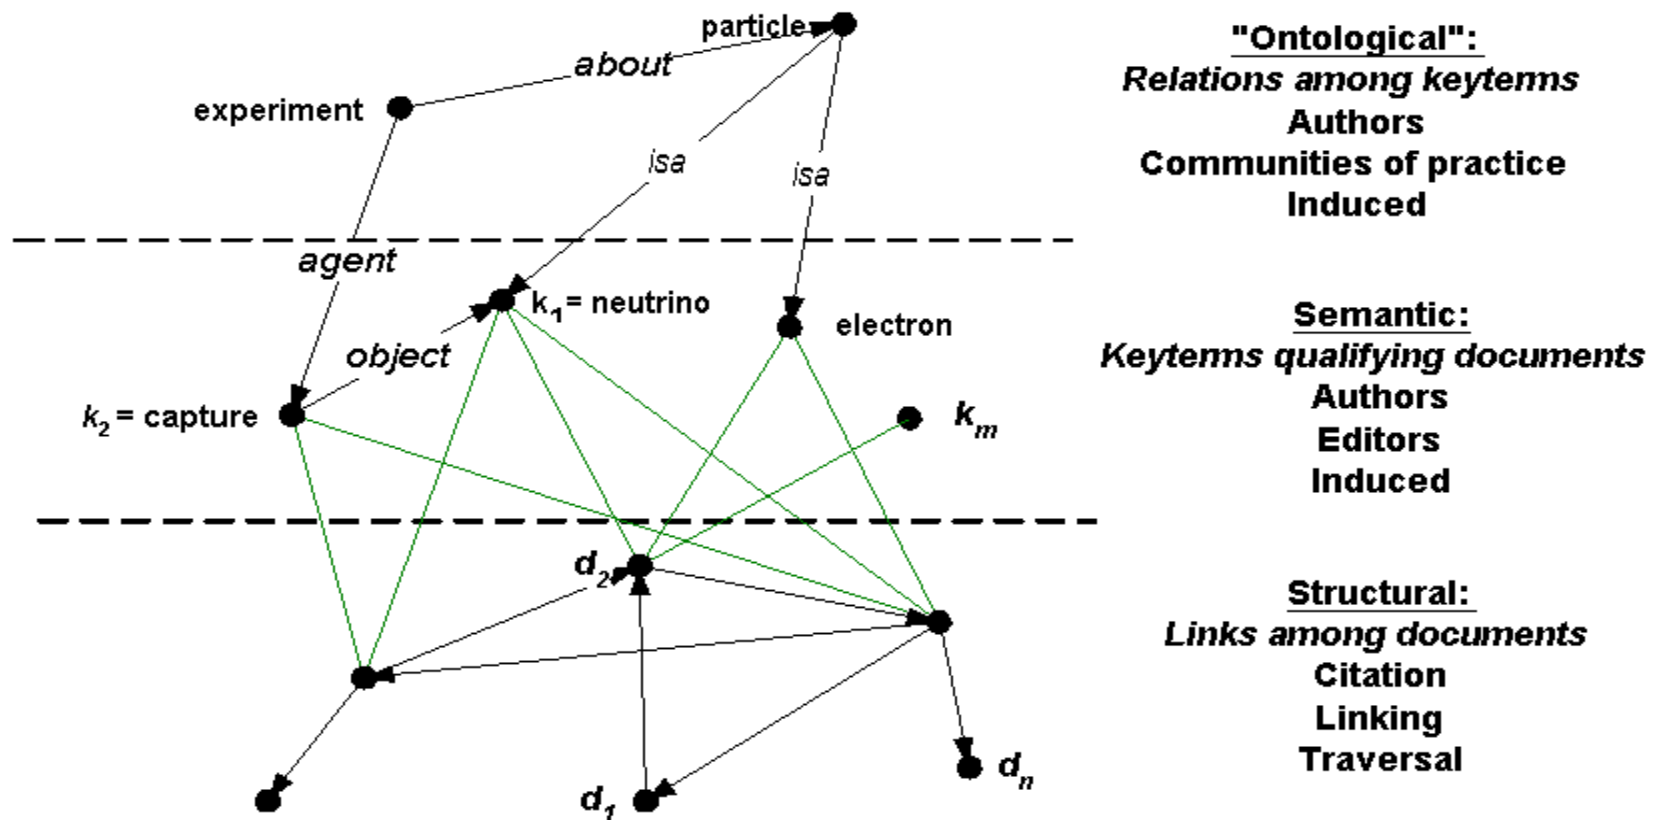 particle
about
experiment
isa
isa
agent
k1 = neutrino
electron
object
k2 = capture
km
d2
d1
dn
"Ontological":
Relations among keyterms
Authors
Communities of practice
Induced
Semantic:
Keyterms qualifying documents
Authors
Editors
Induced
Structural:
Links among documents
Citation
Linking
Traversal